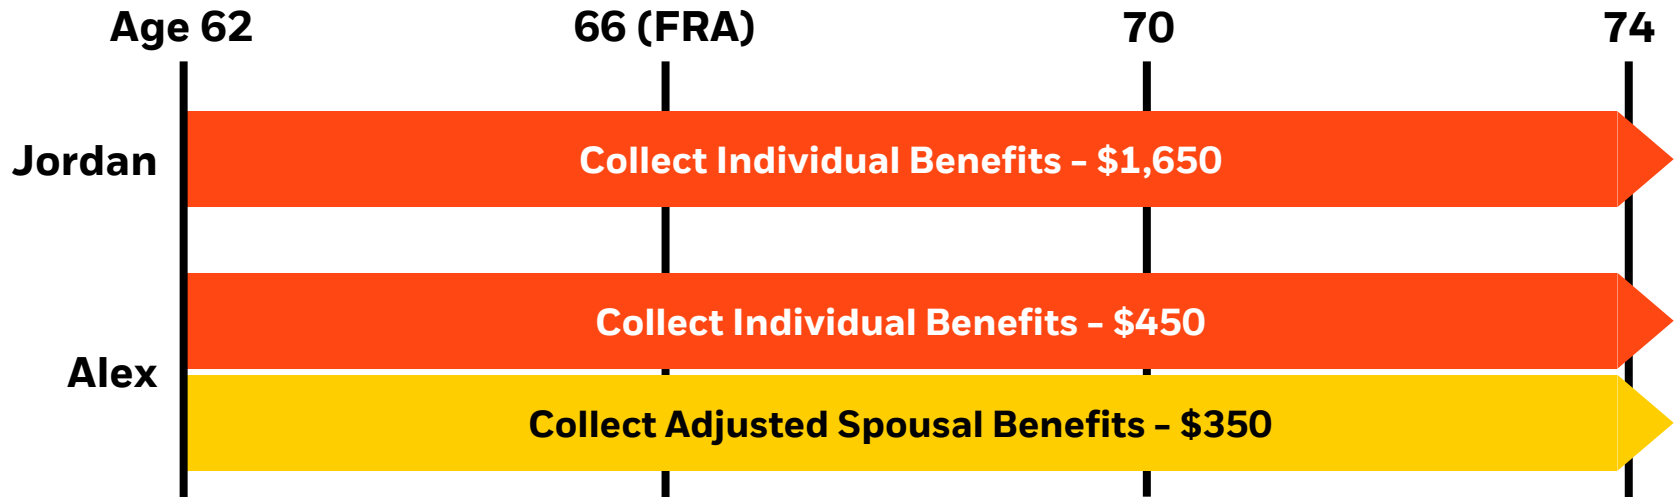 Age 62 66 (FRA) 70 74
Jordan
Collect Individual Benefits – $1,650
Collect Individual Benefits – $450
Alex
Collect Adjusted Spousal Benefits – $350